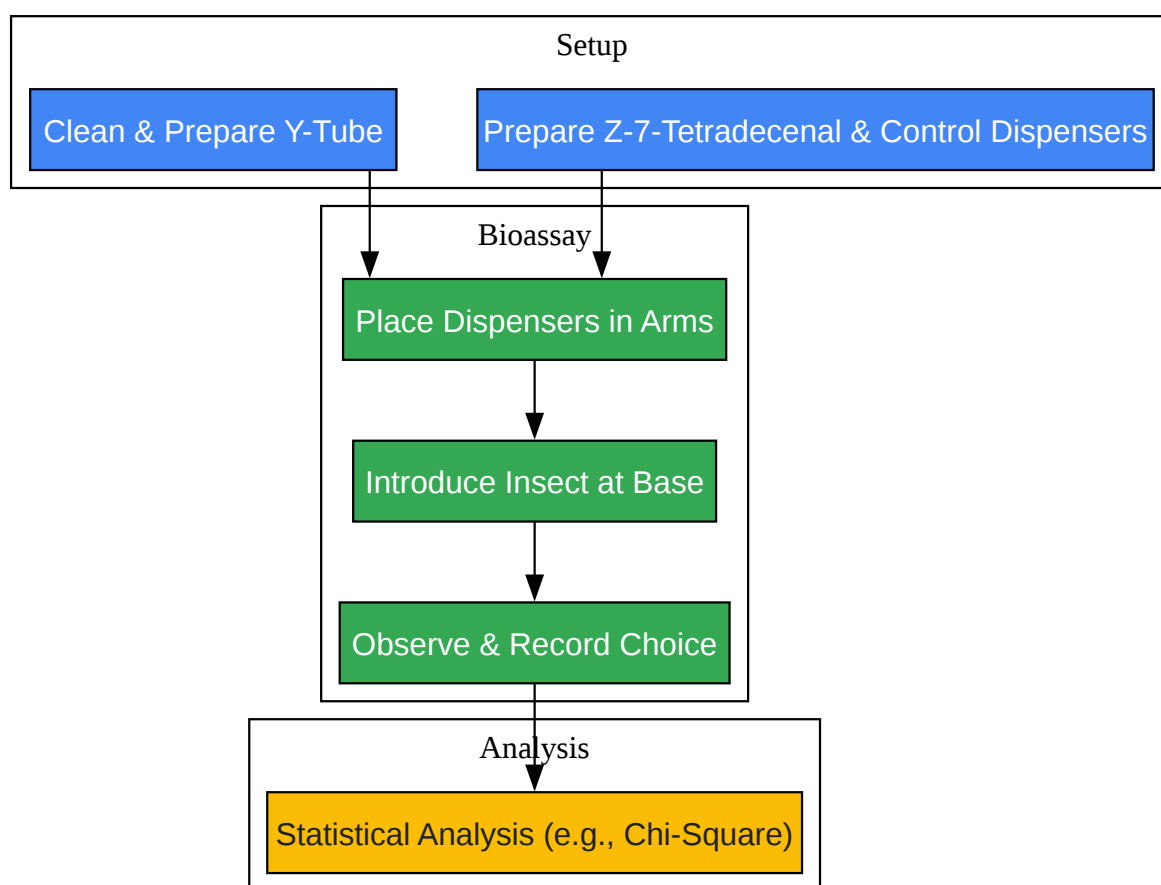 Setup
Clean & Prepare Y-Tube
Prepare Z-7-Tetradecenal & Control Dispensers
Bioassay
Place Dispensers in Arms
Introduce Insect at Base
Observe & Record Choice
Analysis
Statistical Analysis (e.g., Chi-Square)